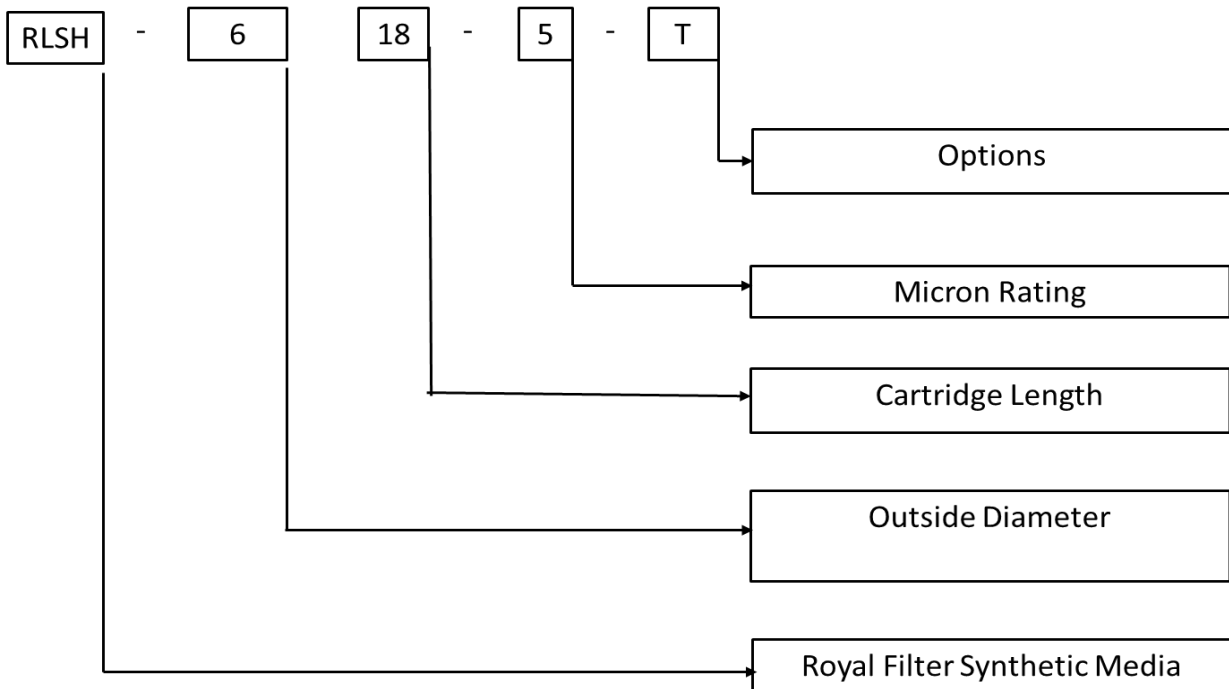 RLSH - 6 18 - 5 - T
Options
Micron Rating
Cartridge Length
Outside Diameter
Royal Filter Synthetic Media